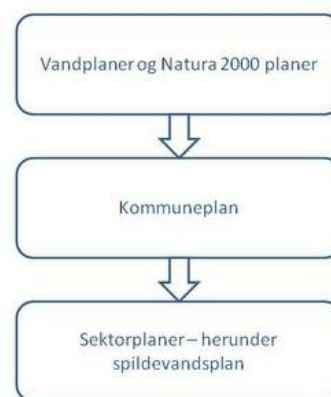 Vandplaner og Natura 2000 planer
Kommuneplan
Sektorplaner – herunder
spildevandsplan